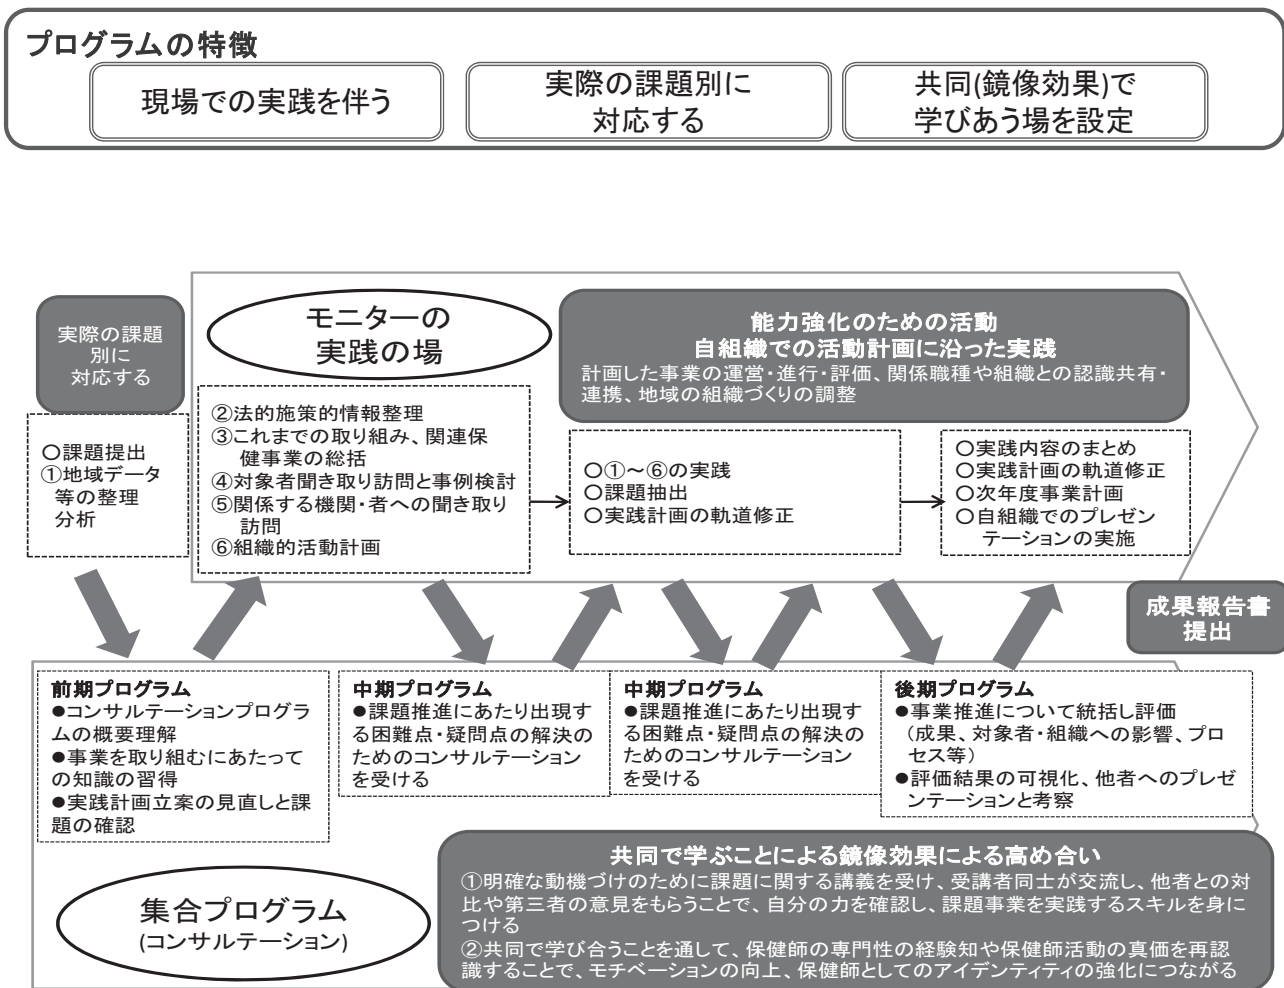 プログラムの特徴
現場での実践を伴う
実際の課題別に
対応する
共同(鏡像効果)で
学びあう場を設定
実際の課題
別に
対応する
〇課題提出
①地域データ
等の整理
分析
モニターの
実践の場
②法的施策的情報整理
③これまでの取り組み、関連保
健事業の総括
④対象者聞き取り訪問と事例検討
⑤関係する機関・者への聞き取り
訪問
⑥組織的活動計画
能力強化のための活動
自組織での活動計画に沿った実践
計画した事業の運営・進行・評価、関係職種や組織との認識共有・
連携、地域の組織づくりの調整
〇①～⑥の実践
〇課題抽出
〇実践計画の軌道修正
〇実践内容のまとめ
〇実践計画の軌道修正
〇次年度事業計画
〇自組織でのプレゼン
テーションの実施
成果報告書
提出
前期プログラム
●コンサルテーションプログラ
ムの概要理解
●事業を取り組むにあたって
の知識の習得
●実践計画立案の見直しと課
題の確認
中期プログラム
●課題推進にあたり出現す
る困難点・疑問点の解決の
ためのコンサルテーション
を受ける
中期プログラム
●課題推進にあたり出現す
る困難点・疑問点の解決の
ためのコンサルテーション
を受ける
後期プログラム
●事業推進について統括し評価
(成果、対象者・組織への影響、プロ
セス等)
●評価結果の可視化、他者へのプレゼ
ンテーションと考察
集合プログラム
(コンサルテーション)
共同で学ぶことによる鏡像効果による高め合い
①明確な動機づけのために課題に関する講義を受け、受講者同士が交流し、他者との対
比や第三者の意見をもらうことで、自分の力を確認し、課題事業を実践するスキルを身に
つける
②共同で学び合うことを通して、保健師の専門性の経験知や保健師活動の真価を再認
識することで、モチベーションの向上、保健師としてのアイデンティティの強化につながる